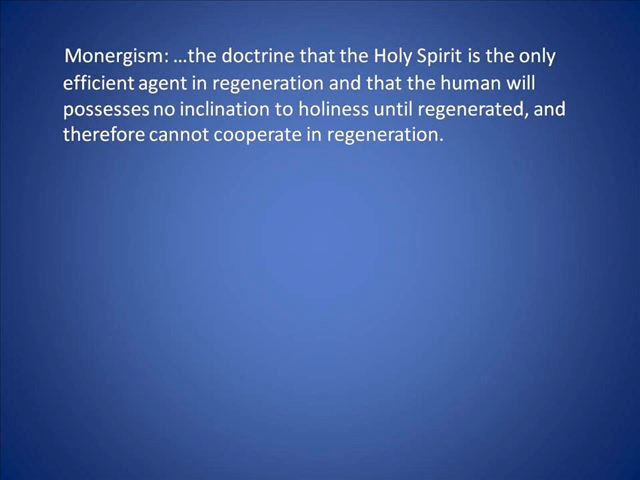 Monergism: …the doctrine that the Holy Spirit is the only
efficient agent in regeneration and that the human will
possesses no inclination to holiness until regenerated, and
therefore cannot cooperate in regeneration.